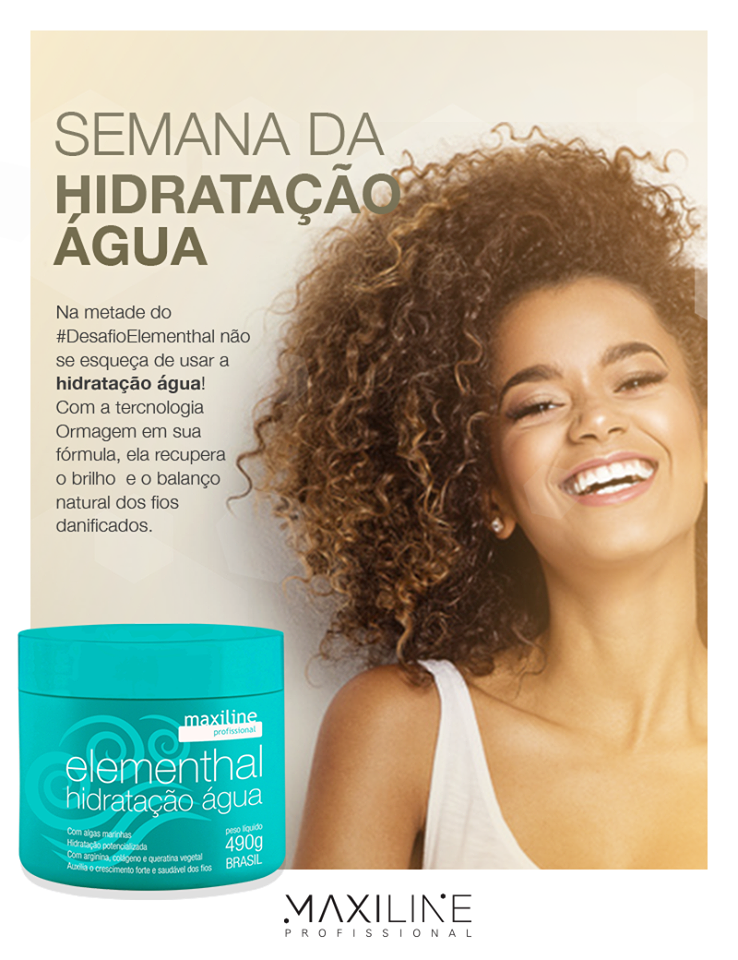 SEMANA DA
HIDRATAÇÃO
ÁGUA
Na metade do
#DesafioElementhal não
se esqueça de usar a
hidratação água!
Com a tercnologia
Ormagem em sua
fórmula, ela recupera
o brilho e o balanço
natural dos fios
danificados.
maxiline
profissional
elementhal
hidratação água
Com algas marinhas
Hidratação potencializada
Com arginina, colágeno e queratina vegetal
Auxilia o crescimento forte e saudável dos fios
peso líquido
490g
BRASIL
MAXILINE
PROFISSIONAL